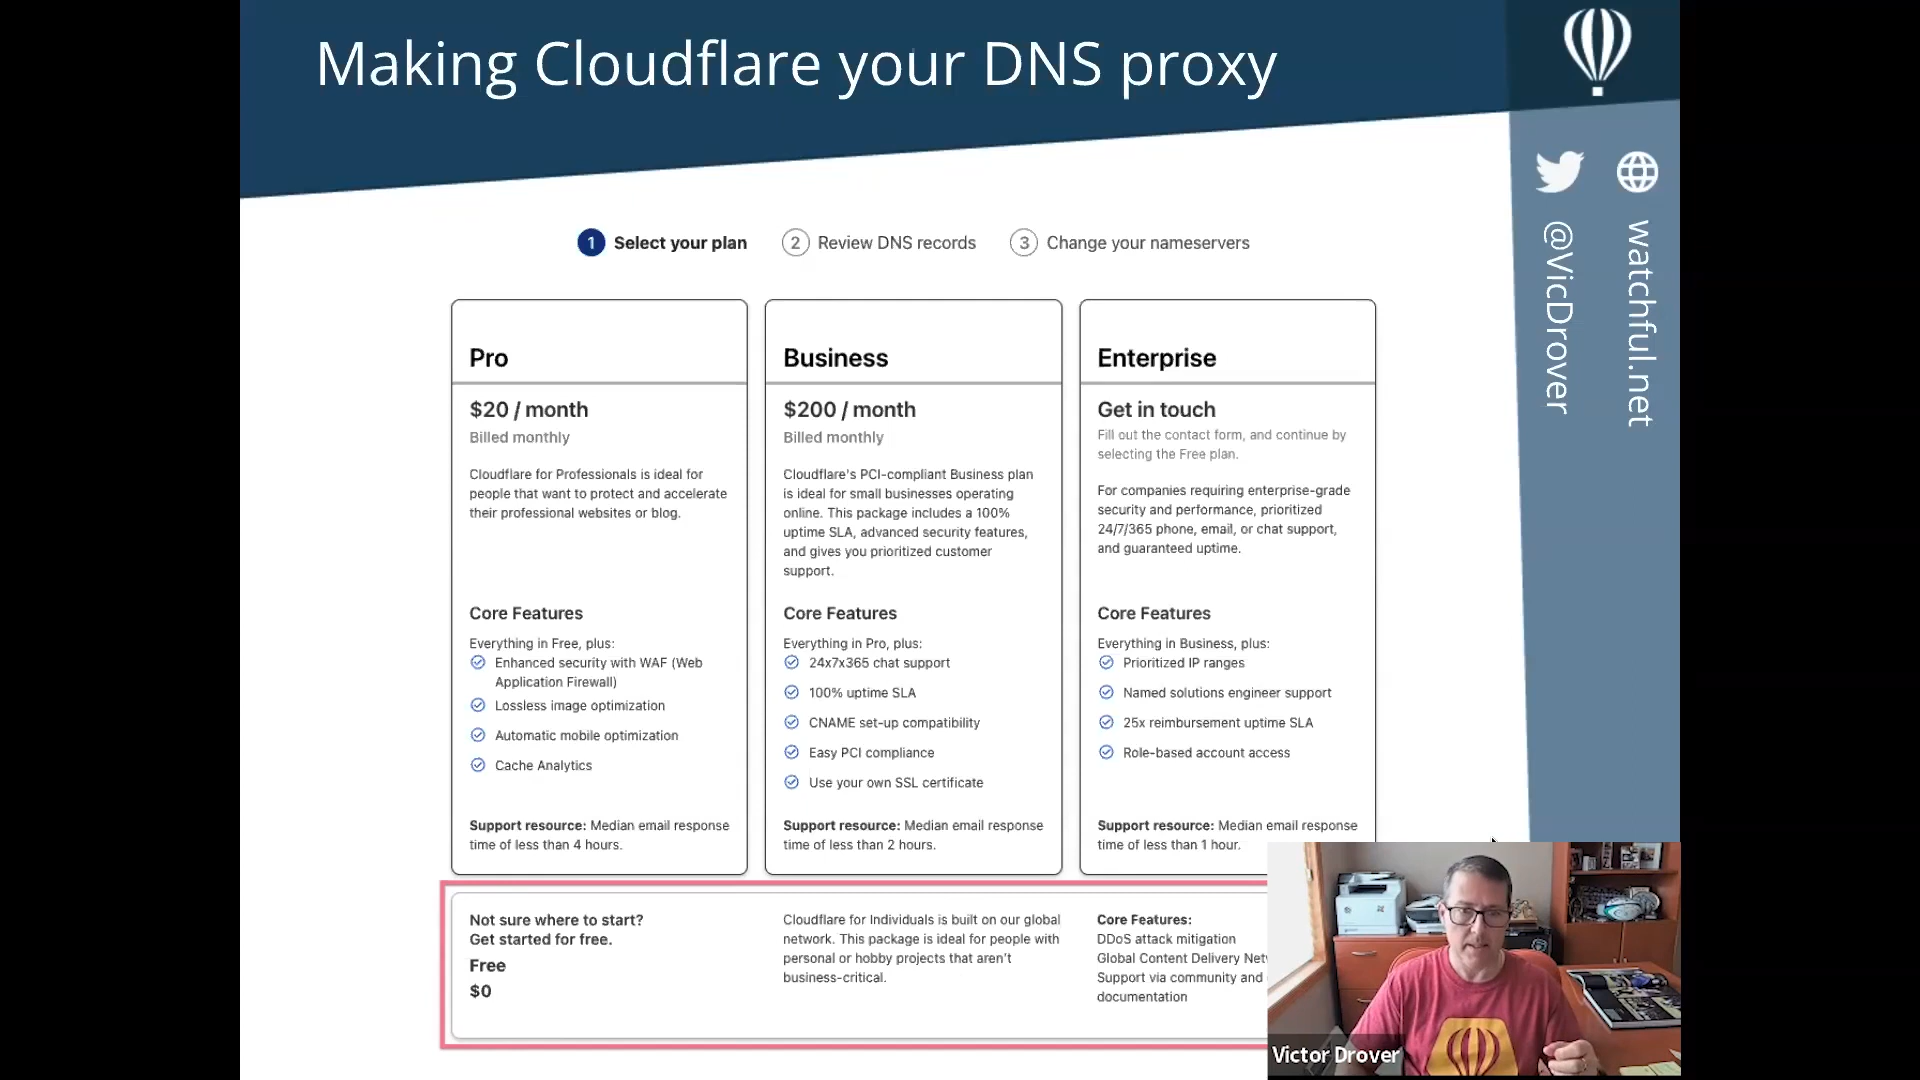 Making Cloudflare your DNS proxy
@VicDrover
watchful.net
1 Select your plan 2 Review DNS records 3 Change your nameservers
Pro
$20 / month
Billed monthly
Cloudflare for Professionals is ideal for
people that want to protect and accelerate
their professional websites or blog.
Core Features
Everything in Free, plus:
Enhanced security with WAF (Web
Application Firewall)
Lossless image optimization
Automatic mobile optimization
Cache Analytics
Support resource: Median email response
time of less than 4 hours.
Business
$200 / month
Billed monthly
Cloudflare's PCI-compliant Business plan
is ideal for small businesses operating
online. This package includes a 100%
uptime SLA, advanced security features,
and gives you prioritized customer
support.
Core Features
Everything in Pro, plus:
24x7x365 chat support
100% uptime SLA
CNAME set-up compatibility
Easy PCI compliance
Use your own SSL certificate
Support resource: Median email response
time of less than 2 hours.
Enterprise
Get in touch
Fill out the contact form, and continue by
selecting the Free plan.
For companies requiring enterprise-grade
security and performance, prioritized
24/7/365 phone, email, or chat support,
and guaranteed uptime.
Core Features
Everything in Business, plus:
Prioritized IP ranges
Named solutions engineer support
25x reimbursement uptime SLA
Role-based account access
Support resource: Median email response
time of less than 1 hour.
Not sure where to start?
Get started for free.
Free
$0
Cloudflare for Individuals is built on our global
network. This package is ideal for people with
personal or hobby projects that aren't
business-critical.
Core Features:
DDoS attack mitigation
Global Content Delivery
Support via community and
documentation
Victor Drover